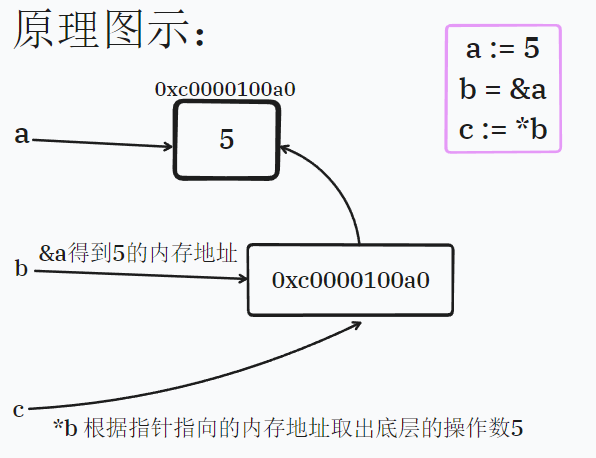 原理图示：
a := 5
b = &a
c := *b
0xc0000100a0
a
5
&a得到5的内存地址
b
0xc0000100a0
c
*b 根据指针指向的内存地址取出底层的操作数5